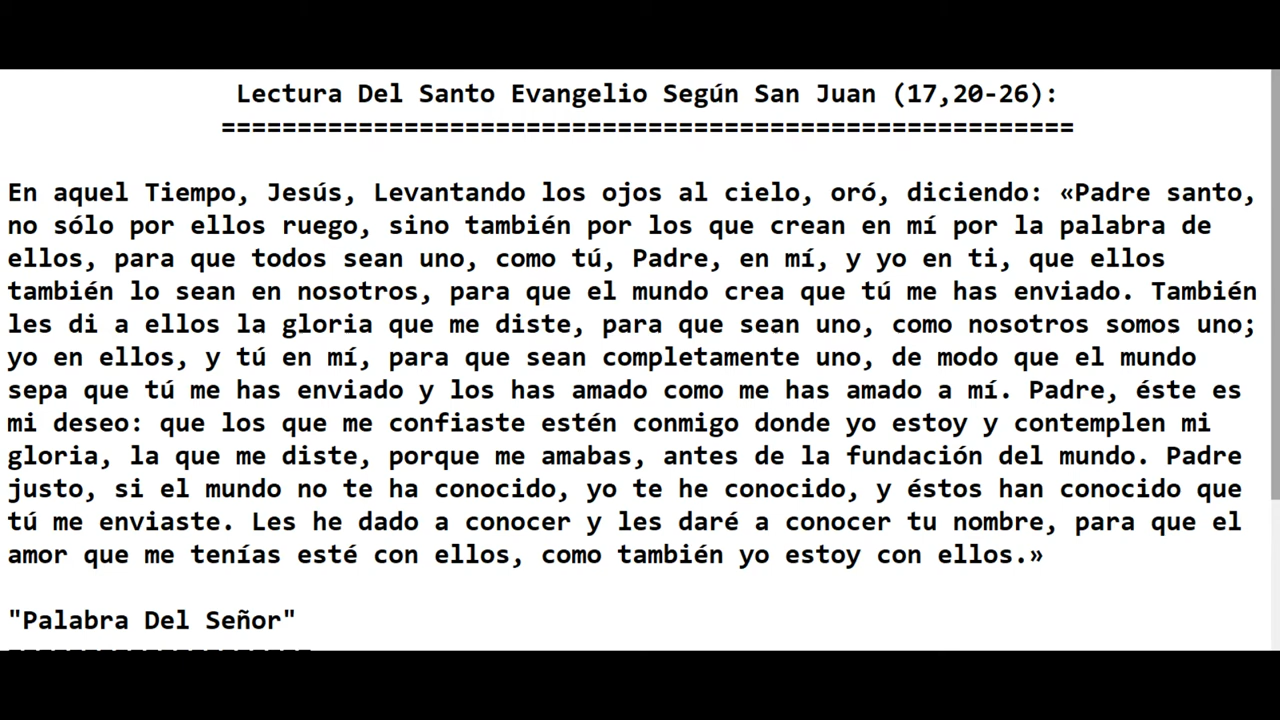 Lectura Del Santo Evangelio Según San Juan (17,20-26):
========================================================
En aquel Tiempo, Jesús, Levantando los ojos al cielo, oró, diciendo: «Padre santo,
no sólo por ellos ruego, sino también por los que crean en mí por la palabra de
ellos, para que todos sean uno, como tú, Padre, en mí, y yo en ti, que ellos
también lo sean en nosotros, para que el mundo crea que tú me has enviado. También
les di a ellos la gloria que me diste, para que sean uno, como nosotros somos uno;
yo en ellos, y tú en mí, para que sean completamente uno, de modo que el mundo
sepa que tú me has enviado y los has amado como me has amado a mí. Padre, éste es
mi deseo: que los que me confiaste estén conmigo donde yo estoy y contemplen mi
gloria, la que me diste, porque me amabas, antes de la fundación del mundo. Padre
justo, si el mundo no te ha conocido, yo te he conocido, y éstos han conocido que
tú me enviaste. Les he dado a conocer y les daré a conocer tu nombre, para que el
amor que me tenías esté con ellos, como también yo estoy con ellos.»
"Palabra Del Señor"
====================